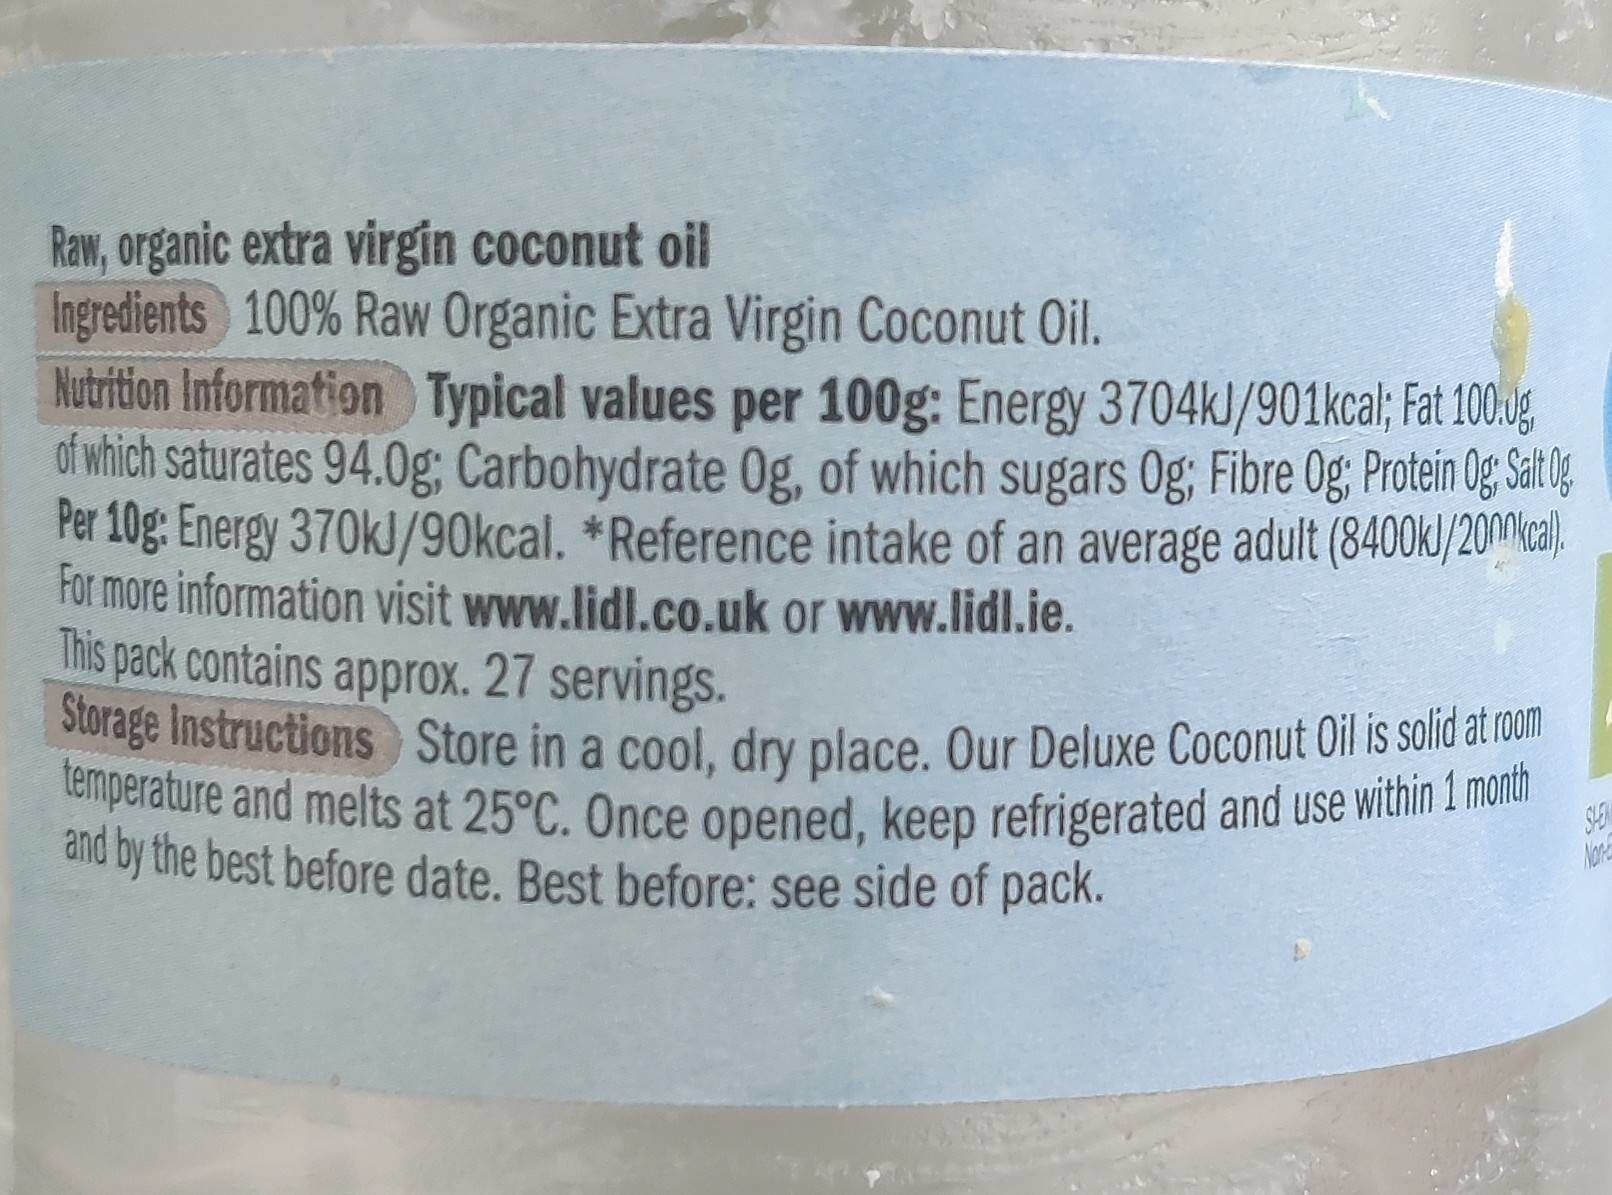 Raw, organic extra virgin coconut oil
Ingredients 100% Raw Organic Extra Virgin Coconut Oil.
Nutrition Information Typical values per 100g: Energy 3704kJ/901kcal; Fat 100.0g,
of which saturates 94.0g; Carbohydrate 0g, of which sugars 0g; Fibre 0g; Protein 0g; Salt 0g.
Per 10g: Energy 370kJ/90kcal. *Reference intake of an average adult (8400kJ/2000kcal).
For more information visit www.lidl.co.uk or www.lidl.ie.
This pack contains approx. 27 servings.
Storage Instructions Store in a cool, dry place. Our Deluxe Coconut Oil is solid at room
temperature and melts at 25°C. Once opened, keep refrigerated and use within 1 month
and by the best before date. Best before: see side of pack.